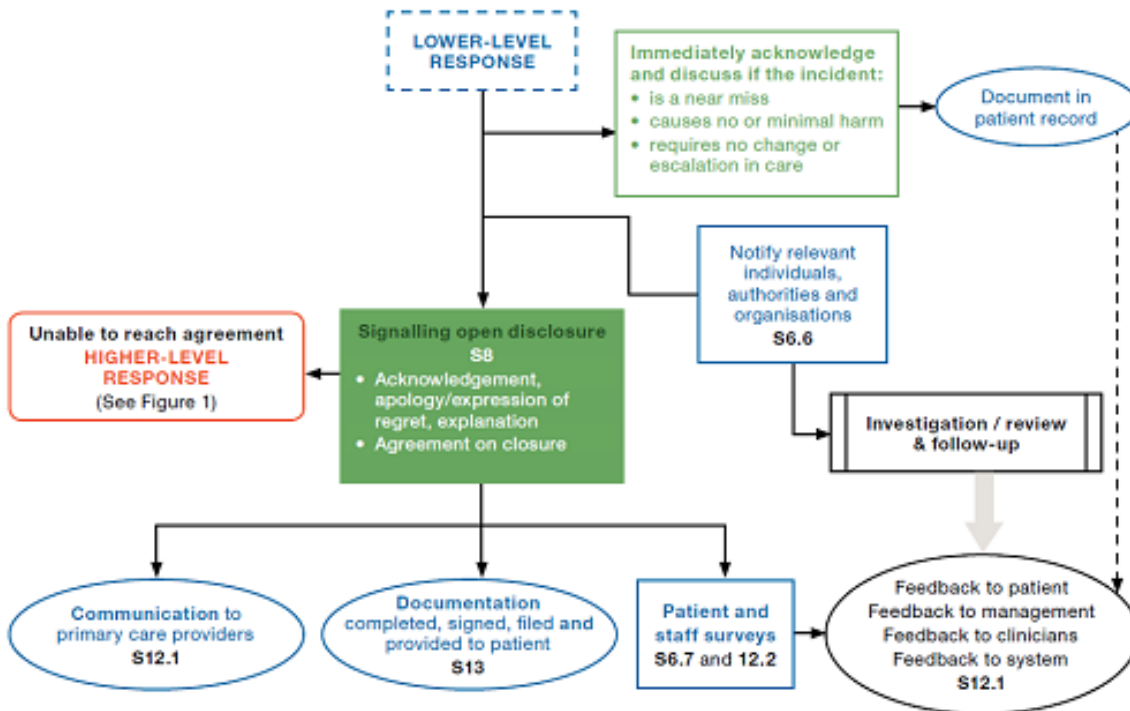 LOWER-LEVEL
RESPONSE
Immediately acknowledge
and discuss if the incident:
• is a near miss
• causes no or minimal harm
• requires no change or
escalation in care
Document in
patient record
Notify relevant
individuals,
authorities and
organisations
S6.6
Unable to reach agreement
HIGHER-LEVEL
RESPONSE
(See Figure 1)
Signalling open disclosure
S8
• Acknowledgement,
apology/expression of
regret, explanation
• Agreement on closure
Investigation / review
& follow-up
Communication to
primary care providers
S12.1
Documentation
completed, signed, filed and
provided to patient
S13
Patient and
staff surveys
S6.7 and 12.2
Feedback to patient
Feedback to management
Feedback to clinicians
Feedback to system
S12.1